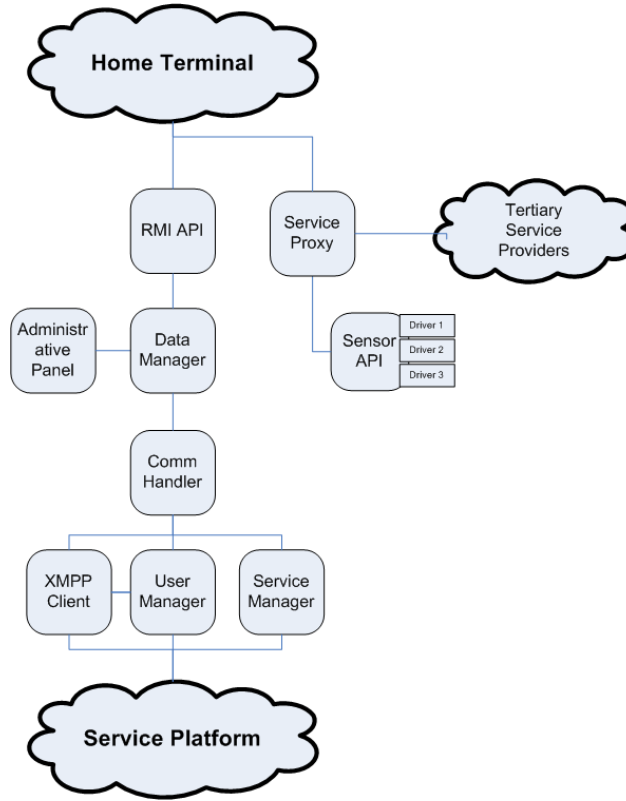 Home Terminal
RMI API
Service
Proxy
Tertiary
Service
Providers
Administr
ative
Panel
Data
Manager
Sensor
API
Driver 1
Driver 2
Driver 3
Comm
Handler
XMPP
Client
User
Manager
Service
Manager
Service Platform